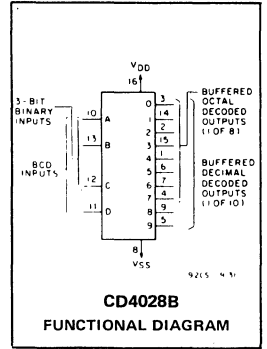 VDD
16
3-BIT
BINARY
INPUTS
BCD
INPUTS
10
A
13
B
12
C
11
D
0
3
1
14
2
2
3
15
4
1
5
6
6
7
7
4
8
9
9
5
BUFFERED
OCTAL
DECODED
OUTPUTS
(1 OF 8)
BUFFERED
DECIMAL
DECODED
OUTPUTS
(1 OF 10)
8
VSS
CD4028B
FUNCTIONAL DIAGRAM